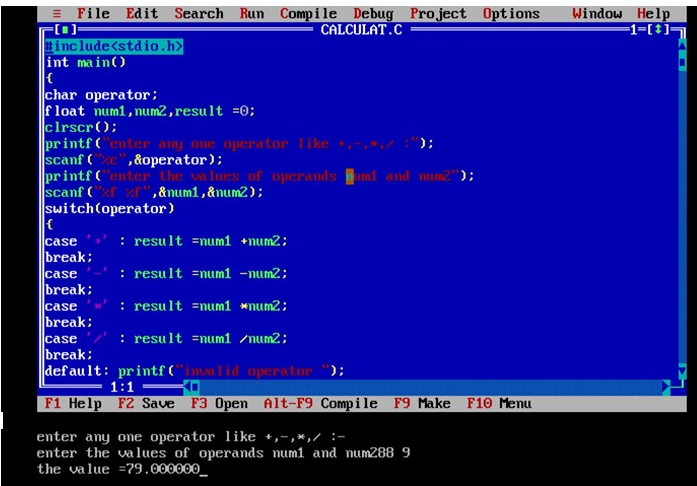 ≡ File Edit Search Run Compile Debug Project Options Window Help
[■] CALCULAT.C 1=[↕]
#include<stdio.h>
int main()
{
char operator;
float num1,num2,result =0;
clrscr();
printf("enter any one operator like +,-,*,/ :");
scanf("%c",&operator);
printf("enter the values of operands num1 and num2");
scanf("%f %f",&num1,&num2);
switch(operator)
{
case '+' : result =num1 +num2;
break;
case '-' : result =num1 -num2;
break;
case '*' : result =num1 *num2;
break;
case '/' : result =num1 /num2;
break;
default: printf("invalid operator ");
1:1
F1 Help F2 Save F3 Open Alt-F9 Compile F9 Make F10 Menu
enter any one operator like +,-,*,/ :-
enter the values of operands num1 and num288 9
the value =79.000000_